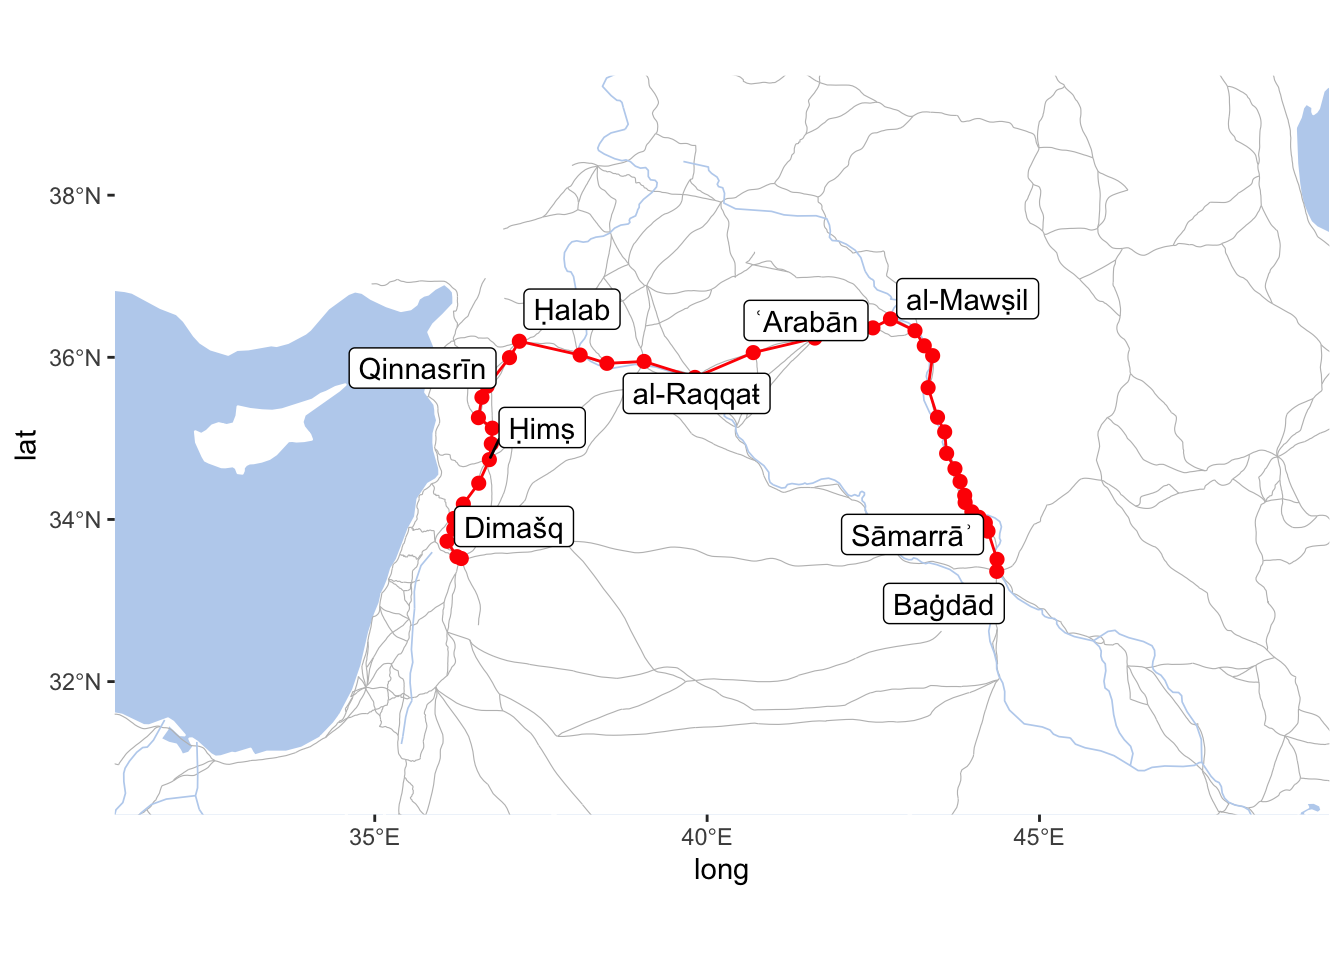 38°N
36°N
34°N
32°N
lat
Ḥalab
ʿArabān
al-Mawṣil
Qinnasrīn
al-Raqqaŧ
Ḥimṣ
Dimašq
Sāmarrāʾ
Baġdād
35°E
40°E
45°E
long